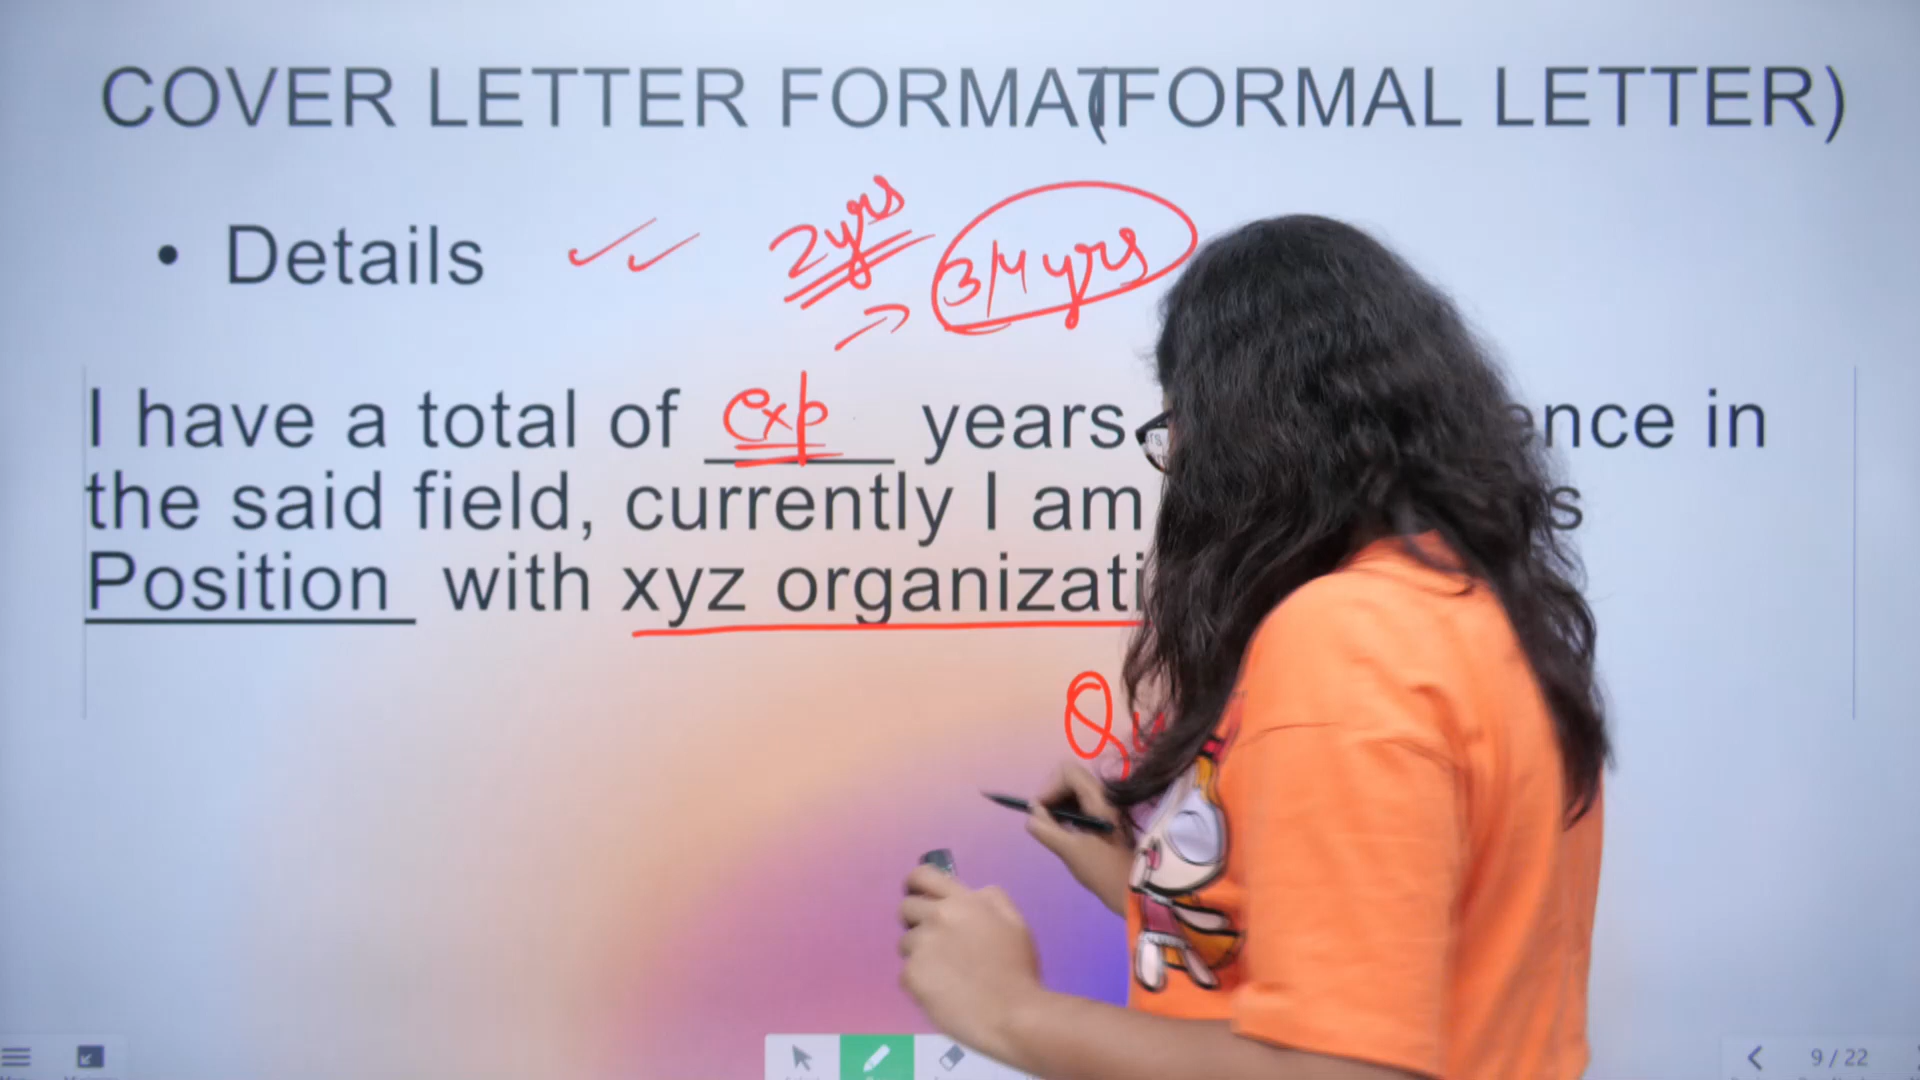 COVER LETTER FORMAT(FORMAL LETTER)
• Details
2yrs
3/4 yrs
I have a total of exp years in
the said field, currently I am
Position with xyz
9 / 22